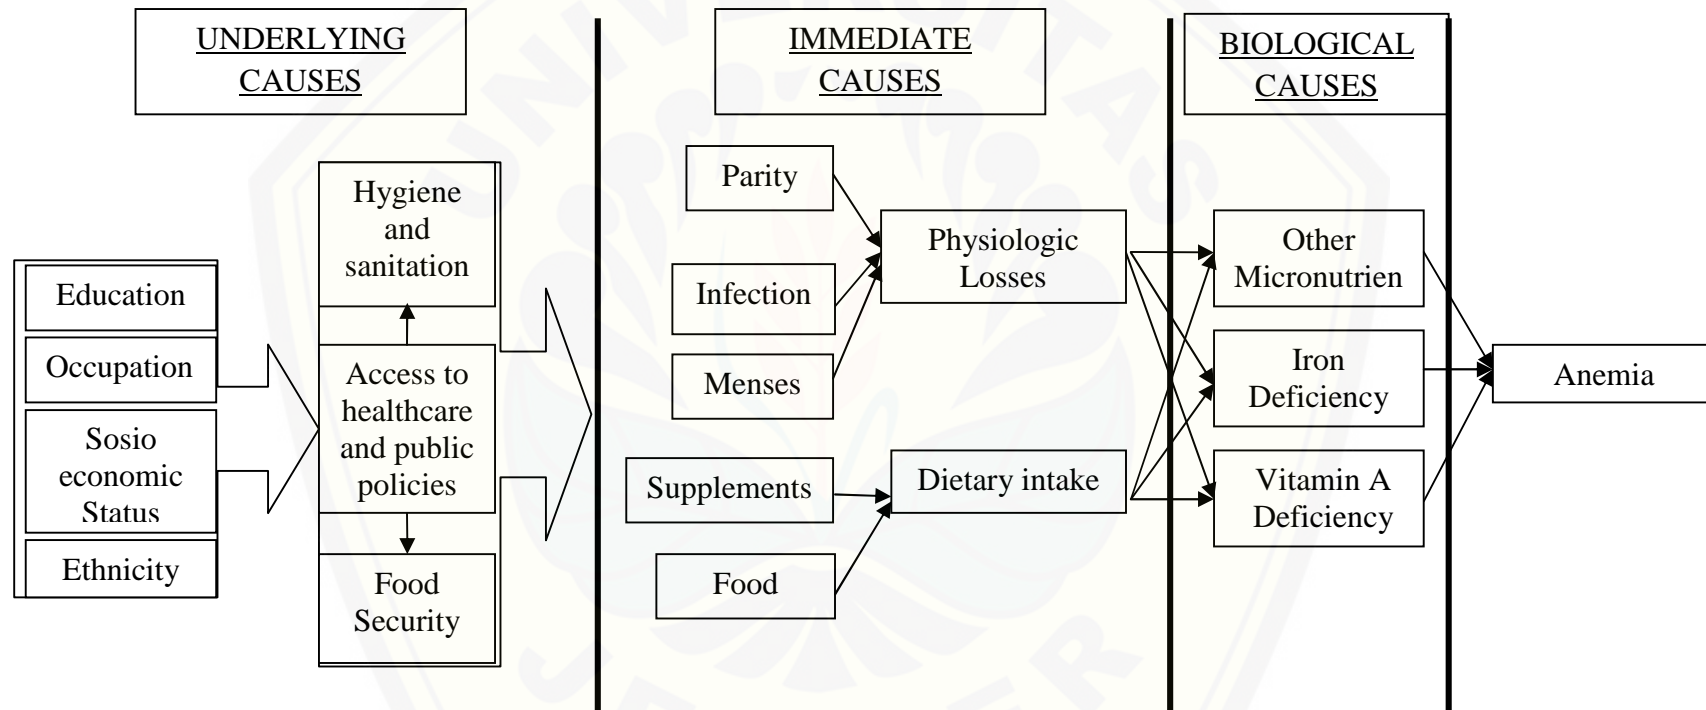 UNDERLYING
CAUSES
IMMEDIATE
CAUSES
BIOLOGICAL
CAUSES
Education
Occupation
Sosio
economic
Status
Ethnicity
Hygiene
and
sanitation
Access to
healthcare
and public
policies
Food
Security
Parity
Infection
Menses
Supplements
Food
Physiologic
Losses
Dietary intake
Other
Micronutrien
Iron
Deficiency
Vitamin A
Deficiency
Anemia
UNIVERSITAS
JEMBER